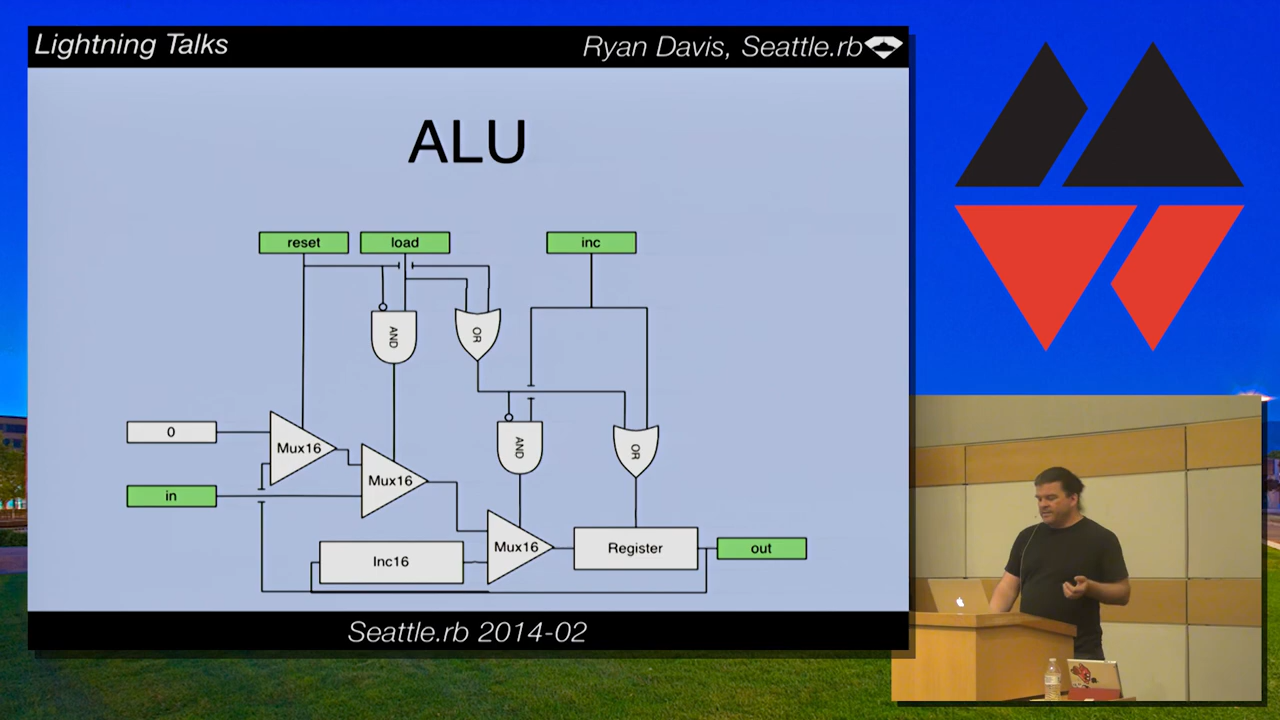 Lightning Talks
Ryan Davis, Seattle.rb
ALU
reset
load
inc
AND
OR
0
Mux16
AND
OR
Mux16
in
Mux16
Register
out
Inc16
Seattle.rb 2014-02